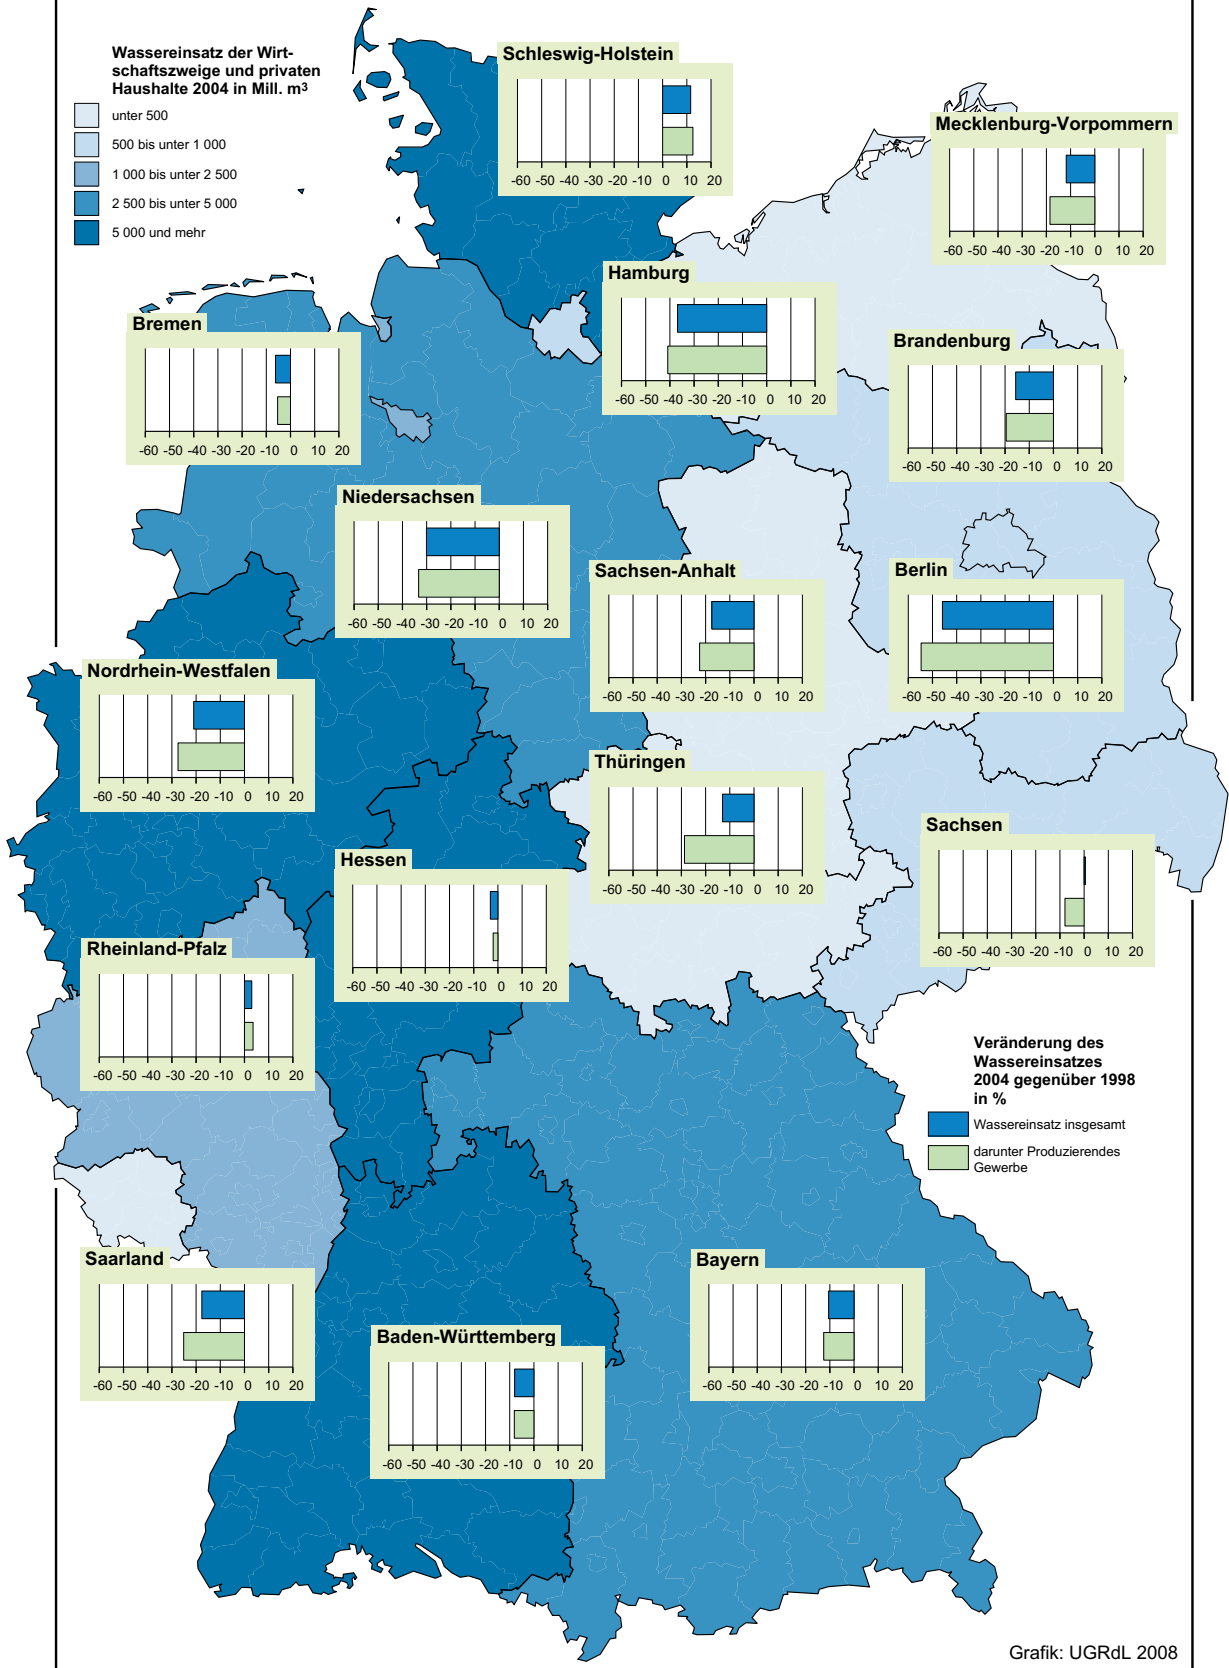 Wassereinsatz der Wirt-
schaftszweige und privaten
Haushalte 2004 in Mill. m³
unter 500
500 bis unter 1 000
1 000 bis unter 2 500
2 500 bis unter 5 000
5 000 und mehr
Schleswig-Holstein
-60 -50 -40 -30 -20 -10 0 10 20
Mecklenburg-Vorpommern
-60 -50 -40 -30 -20 -10 0 10 20
Hamburg
-60 -50 -40 -30 -20 -10 0 10 20
Bremen
-60 -50 -40 -30 -20 -10 0 10 20
Brandenburg
-60 -50 -40 -30 -20 -10 0 10 20
Niedersachsen
-60 -50 -40 -30 -20 -10 0 10 20
Sachsen-Anhalt
-60 -50 -40 -30 -20 -10 0 10 20
Berlin
-60 -50 -40 -30 -20 -10 0 10 20
Nordrhein-Westfalen
-60 -50 -40 -30 -20 -10 0 10 20
Thüringen
-60 -50 -40 -30 -20 -10 0 10 20
Sachsen
-60 -50 -40 -30 -20 -10 0 10 20
Hessen
-60 -50 -40 -30 -20 -10 0 10 20
Rheinland-Pfalz
-60 -50 -40 -30 -20 -10 0 10 20
Veränderung des
Wassereinsatzes
2004 gegenüber 1998
in %
Wassereinsatz insgesamt
darunter Produzierendes
Gewerbe
Saarland
-60 -50 -40 -30 -20 -10 0 10 20
Bayern
-60 -50 -40 -30 -20 -10 0 10 20
Baden-Württemberg
-60 -50 -40 -30 -20 -10 0 10 20
Grafik: UGRdL 2008